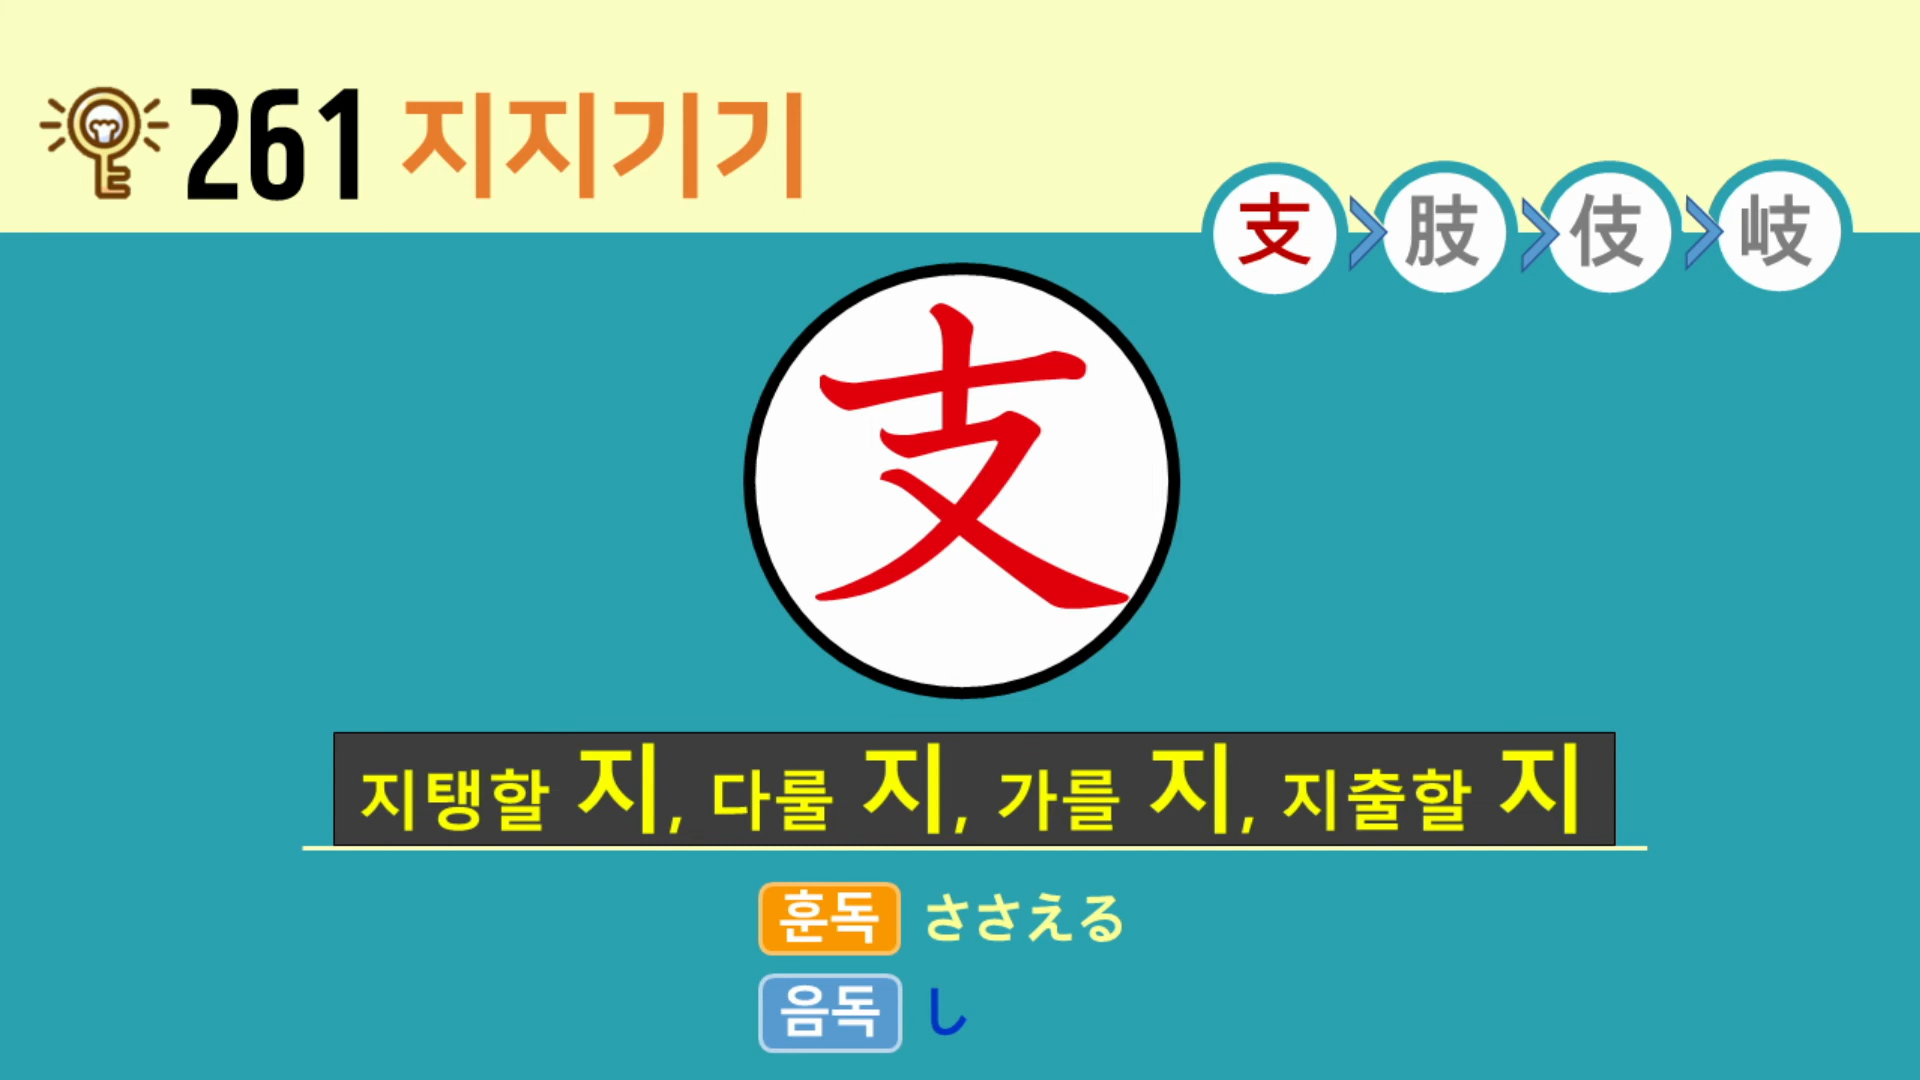 261 지지기기
支 肢 伎 岐
支
지탱할 지, 다룰 지, 가를 지, 지출할 지
훈독 ささえる
음독 し